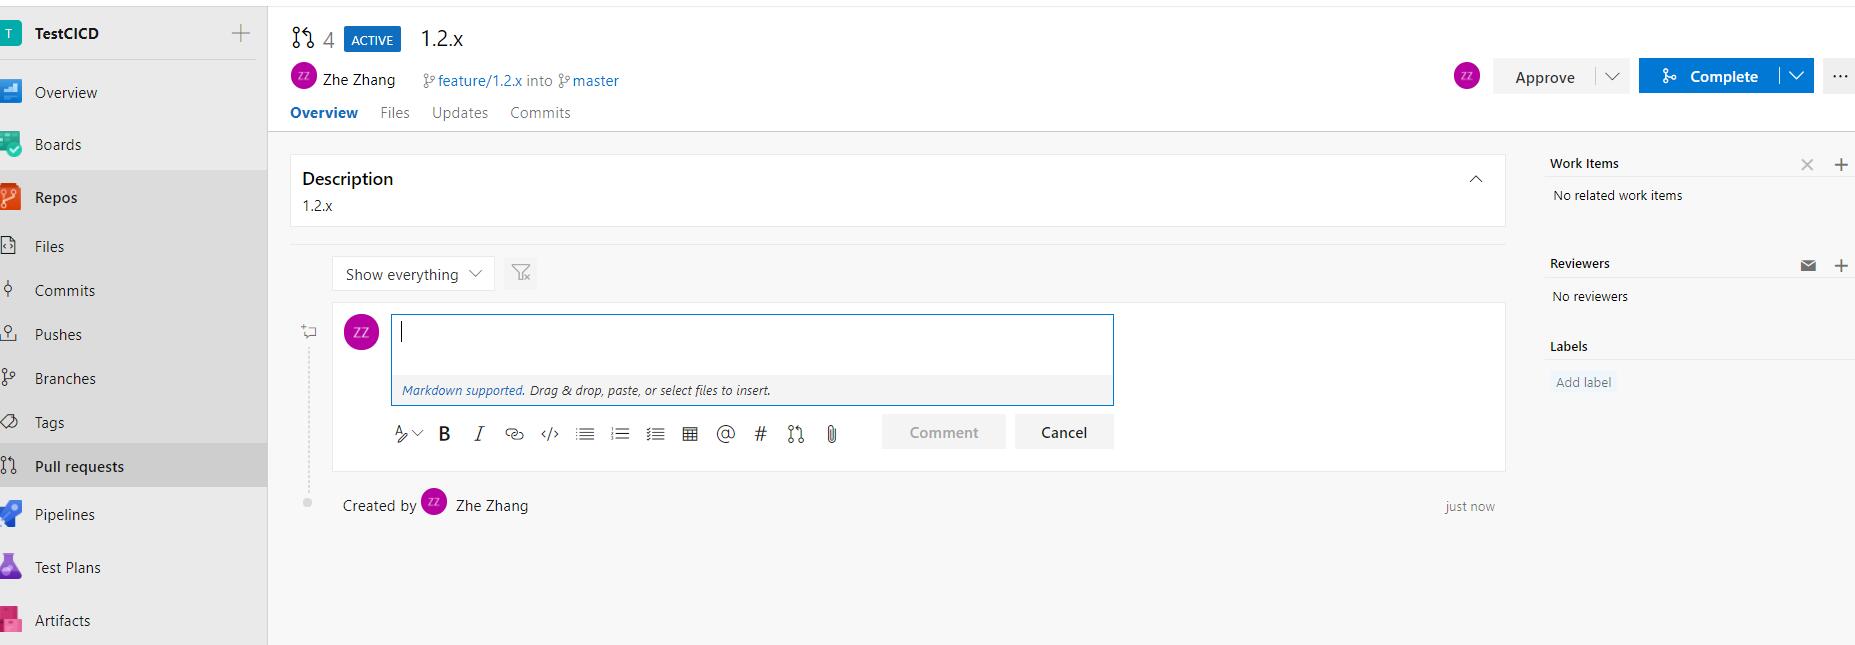 T TestCICD
Overview
Boards
Repos
Files
Commits
Pushes
Branches
Tags
Pull requests
Pipelines
Test Plans
Artifacts
4 ACTIVE 1.2.x
ZZ Zhe Zhang feature/1.2.x into master
ZZ Approve Complete ...
Overview Files Updates Commits
Description
1.2.x
Show everything
ZZ
Markdown supported. Drag & drop, paste, or select files to insert.
B I </> @ # Comment Cancel
Created by ZZ Zhe Zhang just now
Work Items
No related work items
Reviewers
No reviewers
Labels
Add label